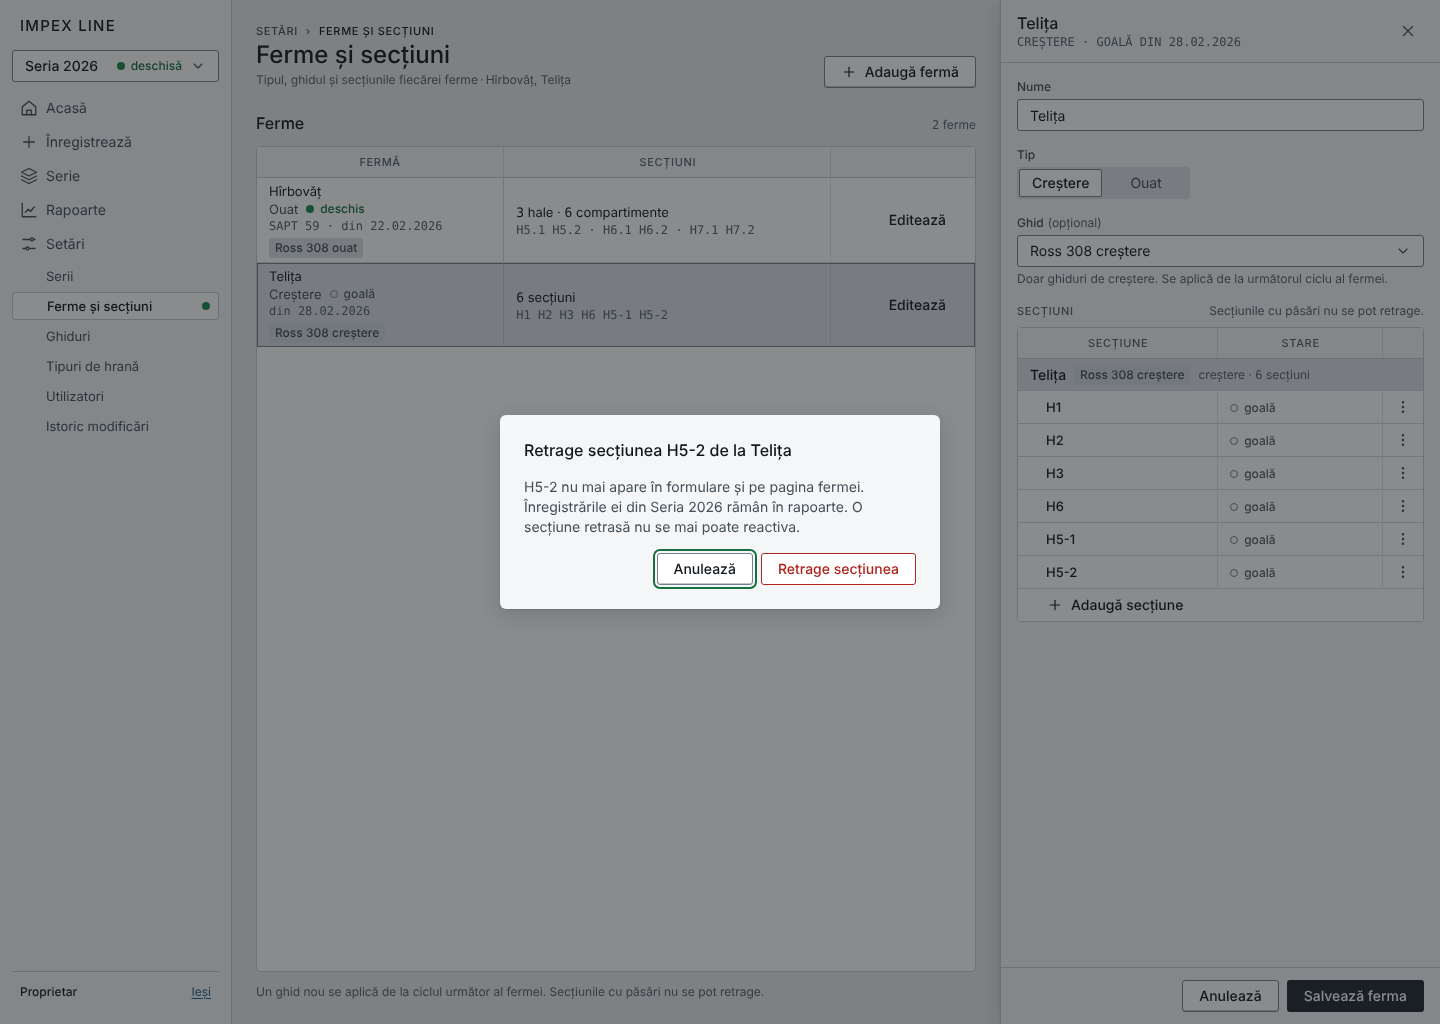 IMPEX LINE
Seria 2026 deschisă
Acasă
Înregistrează
Serie
Rapoarte
Setări
Serii
Ferme și secțiuni
Ghiduri
Tipuri de hrană
Utilizatori
Istoric modificări
Proprietar Ieși
SETĂRI › FERME ȘI SECȚIUNI
Ferme și secțiuni
Tipul, ghidul și secțiunile fiecărei ferme · Hîrbovăț, Telița
Adaugă fermă
Ferme 2 ferme
FERMĂ SECȚIUNI
Hîrbovăț
Ouat deschis
SAPT 59 · din 22.02.2026
Ross 308 ouat
3 hale · 6 compartimente
H5.1 H5.2 · H6.1 H6.2 · H7.1 H7.2
Editează
Telița
Creștere goală
din 28.02.2026
Ross 308 creștere
6 secțiuni
H1 H2 H3 H6 H5-1 H5-2
Editează
Un ghid nou se aplică de la ciclul următor al fermei. Secțiunile cu păsări nu se pot retrage.
Retrage secțiunea H5-2 de la Telița
H5-2 nu mai apare în formulare și pe pagina fermei.
Înregistrările ei din Seria 2026 rămân în rapoarte. O
secțiune retrasă nu se mai poate reactiva.
Anulează Retrage secțiunea
Telița
CREȘTERE · GOALĂ DIN 28.02.2026
Nume
Telița
Tip
Creștere Ouat
Ghid (opțional)
Ross 308 creștere
Doar ghiduri de creștere. Se aplică de la următorul ciclu al fermei.
SECȚIUNI Secțiunile cu păsări nu se pot retrage.
SECȚIUNE STARE
Telița Ross 308 creștere creștere · 6 secțiuni
H1 goală
H2 goală
H3 goală
H6 goală
H5-1 goală
H5-2 goală
Adaugă secțiune
Anulează Salvează ferma